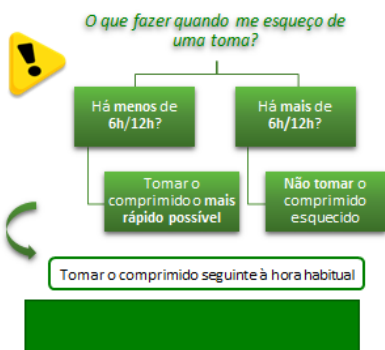 O que fazer quando me esqueço de
uma toma?
Há menos de
6h/12h?
Há mais de
6h/12h?
Tomar o
comprimido o mais
rápido possível
Não tomar o
comprimido
esquecido
Tomar o comprimido seguinte à hora habitual